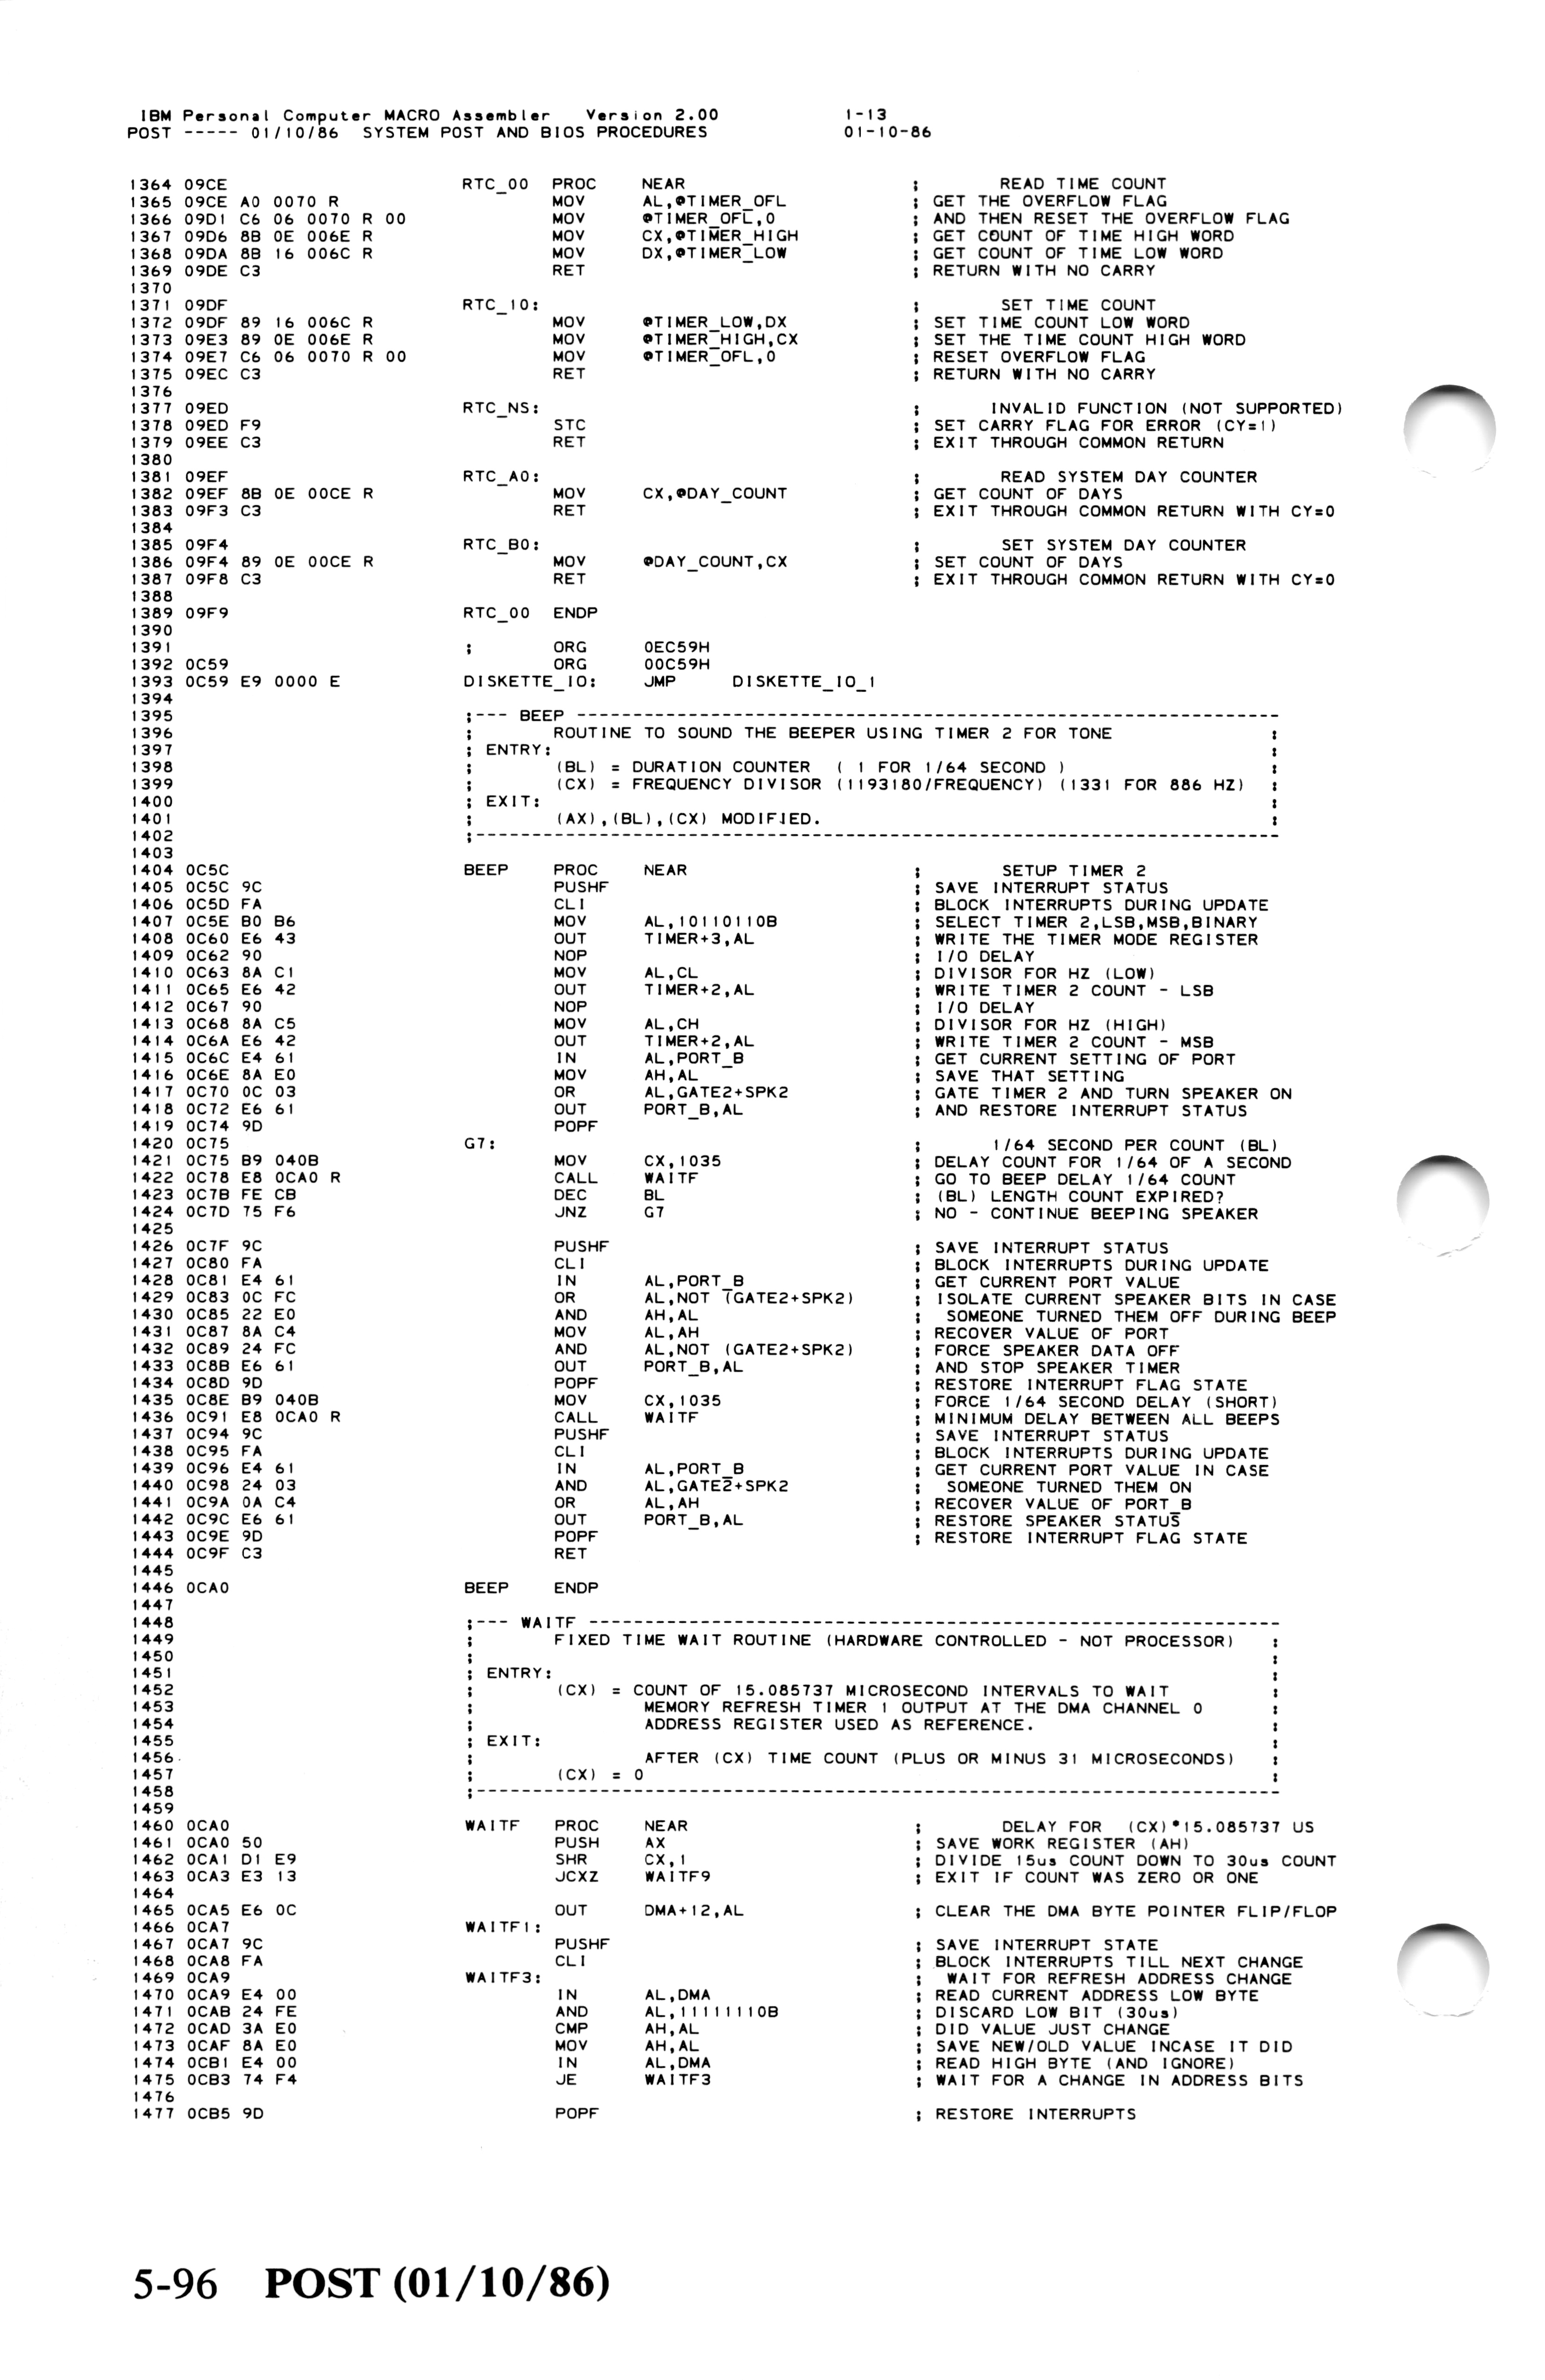 IBM Personal Computer MACRO Assembler   Version 2.00          1-13
POST ----- 01/10/86  SYSTEM POST AND BIOS PROCEDURES          01-10-86
1364 09CE                RTC_00  PROC    NEAR                 ;        READ TIME COUNT
1365 09CE A0 0070 R              MOV     AL,@TIMER_OFL        ; GET THE OVERFLOW FLAG
1366 09D1 C6 06 0070 R 00        MOV     @TIMER_OFL,0         ; AND THEN RESET THE OVERFLOW FLAG
1367 09D6 8B 0E 006E R           MOV     CX,@TIMER_HIGH       ; GET COUNT OF TIME HIGH WORD
1368 09DA 8B 16 006C R           MOV     DX,@TIMER_LOW        ; GET COUNT OF TIME LOW WORD
1369 09DE C3                     RET                          ; RETURN WITH NO CARRY
1370
1371 09DF                RTC_10:                              ;        SET TIME COUNT
1372 09DF 89 16 006C R           MOV     @TIMER_LOW,DX        ; SET TIME COUNT LOW WORD
1373 09E3 89 0E 006E R           MOV     @TIMER_HIGH,CX       ; SET THE TIME COUNT HIGH WORD
1374 09E7 C6 06 0070 R 00        MOV     @TIMER_OFL,0         ; RESET OVERFLOW FLAG
1375 09EC C3                     RET                          ; RETURN WITH NO CARRY
1376
1377 09ED                RTC_NS:                              ;       INVALID FUNCTION (NOT SUPPORTED)
1378 09ED F9                     STC                          ; SET CARRY FLAG FOR ERROR (CY=1)
1379 09EE C3                     RET                          ; EXIT THROUGH COMMON RETURN
1380
1381 09EF                RTC_A0:                              ;        READ SYSTEM DAY COUNTER
1382 09EF 8B 0E 00CE R           MOV     CX,@DAY_COUNT        ; GET COUNT OF DAYS
1383 09F3 C3                     RET                          ; EXIT THROUGH COMMON RETURN WITH CY=0
1384
1385 09F4                RTC_B0:                              ;        SET SYSTEM DAY COUNTER
1386 09F4 89 0E 00CE R           MOV     @DAY_COUNT,CX        ; SET COUNT OF DAYS
1387 09F8 C3                     RET                          ; EXIT THROUGH COMMON RETURN WITH CY=0
1388
1389 09F9                RTC_00  ENDP
1390
1391                     ;       ORG     0EC59H
1392 0C59                        ORG     00C59H
1393 0C59 E9 0000 E      DISKETTE_IO:    JMP     DISKETTE_IO_1
1394
1395                     ;--- BEEP ---------------------------------------------------------------
1396                     ;       ROUTINE TO SOUND THE BEEPER USING TIMER 2 FOR TONE              :
1397                     ; ENTRY:                                                                :
1398                     ;       (BL) = DURATION COUNTER  ( 1 FOR 1/64 SECOND )                  :
1399                     ;       (CX) = FREQUENCY DIVISOR (1193180/FREQUENCY) (1331 FOR 886 HZ)  :
1400                     ; EXIT:                                                                 :
1401                     ;       (AX),(BL),(CX) MODIFIED.                                        :
1402                     ;------------------------------------------------------------------------
1403
1404 0C5C                BEEP    PROC    NEAR                 ;        SETUP TIMER 2
1405 0C5C 9C                     PUSHF                        ; SAVE INTERRUPT STATUS
1406 0C5D FA                     CLI                          ; BLOCK INTERRUPTS DURING UPDATE
1407 0C5E B0 B6                  MOV     AL,10110110B         ; SELECT TIMER 2,LSB,MSB,BINARY
1408 0C60 E6 43                  OUT     TIMER+3,AL           ; WRITE THE TIMER MODE REGISTER
1409 0C62 90                     NOP                          ; I/O DELAY
1410 0C63 8A C1                  MOV     AL,CL                ; DIVISOR FOR HZ (LOW)
1411 0C65 E6 42                  OUT     TIMER+2,AL           ; WRITE TIMER 2 COUNT - LSB
1412 0C67 90                     NOP                          ; I/O DELAY
1413 0C68 8A C5                  MOV     AL,CH                ; DIVISOR FOR HZ (HIGH)
1414 0C6A E6 42                  OUT     TIMER+2,AL           ; WRITE TIMER 2 COUNT - MSB
1415 0C6C E4 61                  IN      AL,PORT_B            ; GET CURRENT SETTING OF PORT
1416 0C6E 8A E0                  MOV     AH,AL                ; SAVE THAT SETTING
1417 0C70 0C 03                  OR      AL,GATE2+SPK2        ; GATE TIMER 2 AND TURN SPEAKER ON
1418 0C72 E6 61                  OUT     PORT_B,AL            ; AND RESTORE INTERRUPT STATUS
1419 0C74 9D                     POPF
1420 0C75                G7:                                  ;       1/64 SECOND PER COUNT (BL)
1421 0C75 B9 040B                MOV     CX,1035              ; DELAY COUNT FOR 1/64 OF A SECOND
1422 0C78 E8 0CA0 R              CALL    WAITF                ; GO TO BEEP DELAY 1/64 COUNT
1423 0C7B FE CB                  DEC     BL                   ; (BL) LENGTH COUNT EXPIRED?
1424 0C7D 75 F6                  JNZ     G7                   ; NO - CONTINUE BEEPING SPEAKER
1425
1426 0C7F 9C                     PUSHF                        ; SAVE INTERRUPT STATUS
1427 0C80 FA                     CLI                          ; BLOCK INTERRUPTS DURING UPDATE
1428 0C81 E4 61                  IN      AL,PORT_B            ; GET CURRENT PORT VALUE
1429 0C83 0C FC                  OR      AL,NOT (GATE2+SPK2)  ; ISOLATE CURRENT SPEAKER BITS IN CASE
1430 0C85 22 E0                  AND     AH,AL                ;  SOMEONE TURNED THEM OFF DURING BEEP
1431 0C87 8A C4                  MOV     AL,AH                ; RECOVER VALUE OF PORT
1432 0C89 24 FC                  AND     AL,NOT (GATE2+SPK2)  ; FORCE SPEAKER DATA OFF
1433 0C8B E6 61                  OUT     PORT_B,AL            ; AND STOP SPEAKER TIMER
1434 0C8D 9D                     POPF                         ; RESTORE INTERRUPT FLAG STATE
1435 0C8E B9 040B                MOV     CX,1035              ; FORCE 1/64 SECOND DELAY (SHORT)
1436 0C91 E8 0CA0 R              CALL    WAITF                ; MINIMUM DELAY BETWEEN ALL BEEPS
1437 0C94 9C                     PUSHF                        ; SAVE INTERRUPT STATUS
1438 0C95 FA                     CLI                          ; BLOCK INTERRUPTS DURING UPDATE
1439 0C96 E4 61                  IN      AL,PORT_B            ; GET CURRENT PORT VALUE IN CASE
1440 0C98 24 03                  AND     AL,GATE2+SPK2        ;  SOMEONE TURNED THEM ON
1441 0C9A 0A C4                  OR      AL,AH                ; RECOVER VALUE OF PORT_B
1442 0C9C E6 61                  OUT     PORT_B,AL            ; RESTORE SPEAKER STATUS
1443 0C9E 9D                     POPF                         ; RESTORE INTERRUPT FLAG STATE
1444 0C9F C3                     RET
1445
1446 0CA0                BEEP    ENDP
1447
1448                     ;--- WAITF --------------------------------------------------------------
1449                     ;       FIXED TIME WAIT ROUTINE (HARDWARE CONTROLLED - NOT PROCESSOR)   :
1450                     ;                                                                       :
1451                     ; ENTRY:                                                                :
1452                     ;       (CX) = COUNT OF 15.085737 MICROSECOND INTERVALS TO WAIT         :
1453                     ;               MEMORY REFRESH TIMER 1 OUTPUT AT THE DMA CHANNEL 0      :
1454                     ;               ADDRESS REGISTER USED AS REFERENCE.                     :
1455                     ; EXIT:                                                                 :
1456                     ;               AFTER (CX) TIME COUNT (PLUS OR MINUS 31 MICROSECONDS)   :
1457                     ;       (CX) = 0                                                        :
1458                     ;------------------------------------------------------------------------
1459
1460 0CA0                WAITF   PROC    NEAR                 ;        DELAY FOR  (CX)*15.085737 US
1461 0CA0 50                     PUSH    AX                   ; SAVE WORK REGISTER (AH)
1462 0CA1 D1 E9                  SHR     CX,1                 ; DIVIDE 15us COUNT DOWN TO 30us COUNT
1463 0CA3 E3 13                  JCXZ    WAITF9               ; EXIT IF COUNT WAS ZERO OR ONE
1464
1465 0CA5 E6 0C                  OUT     DMA+12,AL            ; CLEAR THE DMA BYTE POINTER FLIP/FLOP
1466 0CA7                WAITF1:
1467 0CA7 9C                     PUSHF                        ; SAVE INTERRUPT STATE
1468 0CA8 FA                     CLI                          ; BLOCK INTERRUPTS TILL NEXT CHANGE
1469 0CA9                WAITF3:                              ;  WAIT FOR REFRESH ADDRESS CHANGE
1470 0CA9 E4 00                  IN      AL,DMA               ; READ CURRENT ADDRESS LOW BYTE
1471 0CAB 24 FE                  AND     AL,11111110B         ; DISCARD LOW BIT (30us)
1472 0CAD 3A E0                  CMP     AH,AL                ; DID VALUE JUST CHANGE
1473 0CAF 8A E0                  MOV     AH,AL                ; SAVE NEW/OLD VALUE INCASE IT DID
1474 0CB1 E4 00                  IN      AL,DMA               ; READ HIGH BYTE (AND IGNORE)
1475 0CB3 74 F4                  JE      WAITF3               ; WAIT FOR A CHANGE IN ADDRESS BITS
1476
1477 0CB5 9D                     POPF                         ; RESTORE INTERRUPTS
5-96   POST (01/10/86)